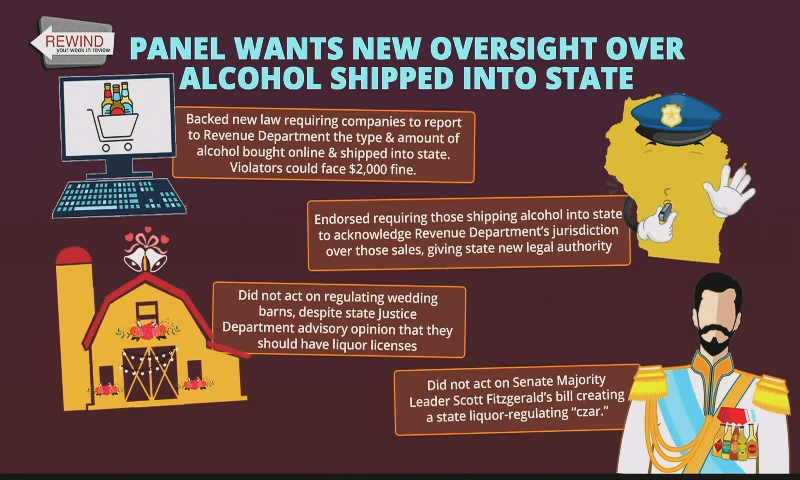 REWIND
your week in review
PANEL WANTS NEW OVERSIGHT OVER
ALCOHOL SHIPPED INTO STATE
Backed new law requiring companies to report
to Revenue Department the type & amount of
alcohol bought online & shipped into state.
Violators could face $2,000 fine.
Endorsed requiring those shipping alcohol into state
to acknowledge Revenue Department's jurisdiction
over those sales, giving state new legal authority
Did not act on regulating wedding
barns, despite state Justice
Department advisory opinion that they
should have liquor licenses
Did not act on Senate Majority
Leader Scott Fitzgerald's bill creating
a state liquor-regulating “czar.”